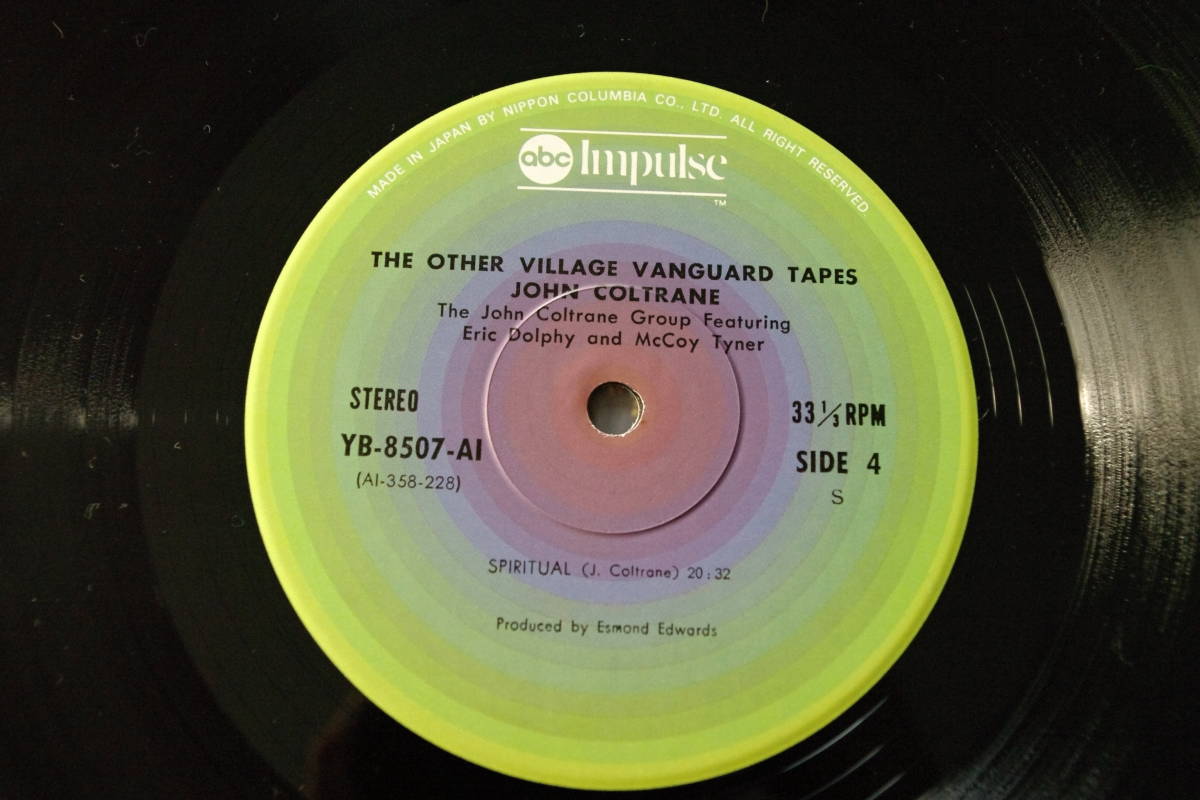 MADE IN JAPAN BY NIPPON COLUMBIA CO., LTD. ALL RIGHT RESERVED.
abc Impulse
TM
THE OTHER VILLAGE VANGUARD TAPES
JOHN COLTRANE
The John Coltrane Group Featuring
Eric Dolphy and McCoy Tyner
STEREO
33 1/3 RPM
YB-8507-AI
SIDE 4
(AI-358-228)
S
SPIRITUAL (J. Coltrane) 20:32
Produced by Esmond Edwards